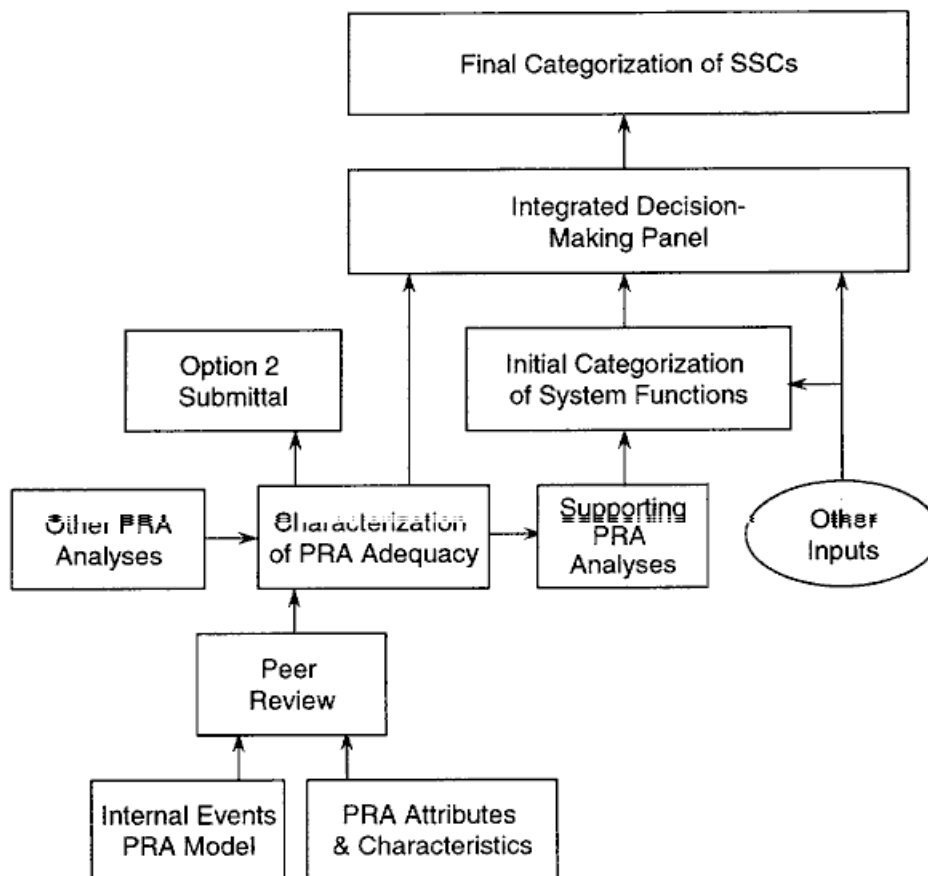 Final Categorization of SSCs
Integrated Decision-
Making Panel
Option 2
Submittal
Initial Categorization
of System Functions
Other PRA
Analyses
Characterization
of PRA Adequacy
Supporting
PRA
Analyses
Other
Inputs
Peer
Review
Internal Events
PRA Model
PRA Attributes
& Characteristics